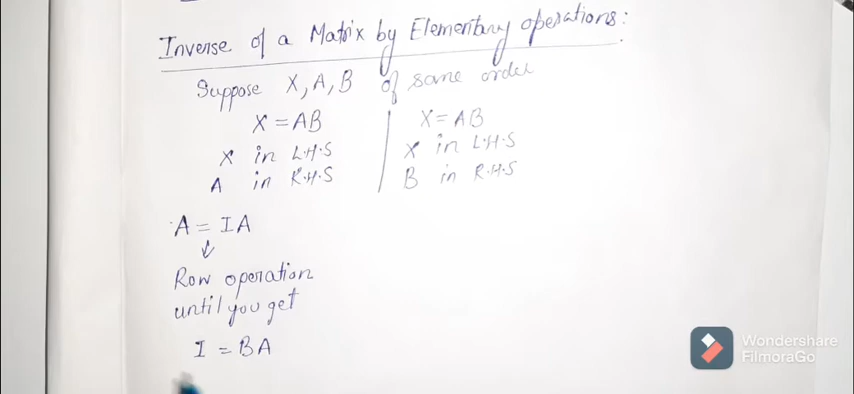 Inverse of a Matrix by Elementary operations:
Suppose X, A, B of same order
X = AB
X in L.H.S
A in R.H.S
X = AB
X in L.H.S
B in R.H.S
A = IA
Row operation
until you get
I = BA
Wondershare
FilmoraGo